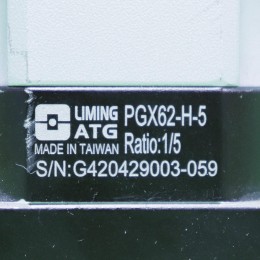 LIMING PGX62-H-5
ATG Ratio:1/5
MADE IN TAIWAN
S/N:G420429003-059